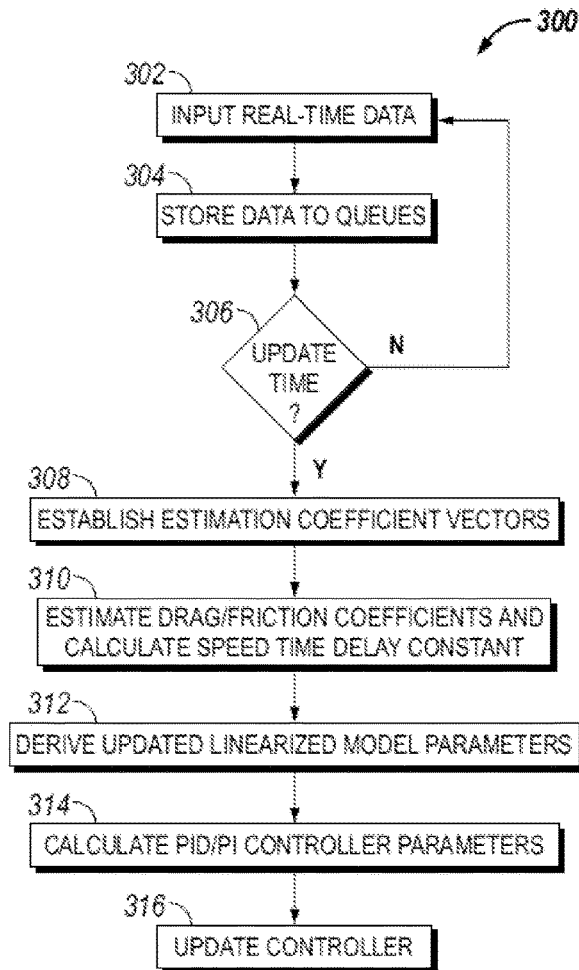 300
302
INPUT REAL-TIME DATA
304
STORE DATA TO QUEUES
306
UPDATE
TIME
?
N
Y
308
ESTABLISH ESTIMATION COEFFICIENT VECTORS
310
ESTIMATE DRAG/FRICTION COEFFICIENTS AND
CALCULATE SPEED TIME DELAY CONSTANT
312
DERIVE UPDATED LINEARIZED MODEL PARAMETERS
314
CALCULATE PID/PI CONTROLLER PARAMETERS
316
UPDATE CONTROLLER